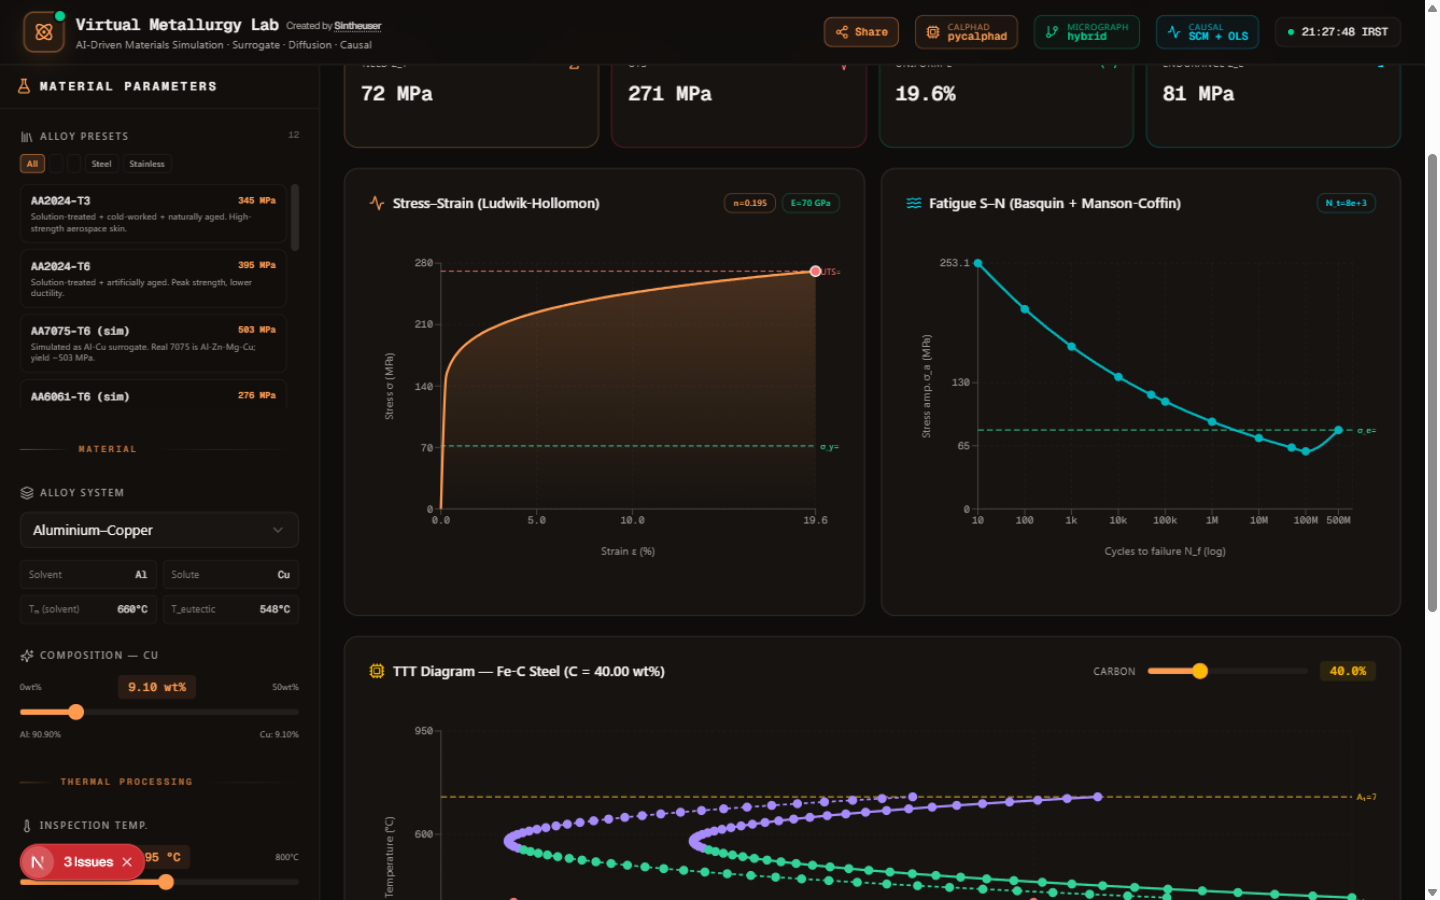 Virtual Metallurgy Lab Created by Sintheuser
AI-Driven Materials Simulation · Surrogate · Diffusion · Causal
Share
CALPHAD
pycalphad
MICROGRAPH
hybrid
CAUSAL
SCM + OLS
21:27:48 IRST
MATERIAL PARAMETERS
ALLOY PRESETS
12
All
Steel
Stainless
AA2024-T3
345 MPa
Solution-treated + cold-worked + naturally aged. High-
strength aerospace skin.
AA2024-T6
395 MPa
Solution-treated + artificially aged. Peak strength, lower
ductility.
AA7075-T6 (sim)
503 MPa
Simulated as Al-Cu surrogate. Real 7075 is Al-Zn-Mg-Cu;
yield ~503 MPa.
AA6061-T6 (sim)
276 MPa
MATERIAL
ALLOY SYSTEM
Aluminium–Copper
Solvent Al
Solute Cu
Tₘ (solvent) 660°C
T_eutectic 548°C
COMPOSITION — CU
0wt%
9.10 wt%
50wt%
Al: 90.90%
Cu: 9.10%
THERMAL PROCESSING
INSPECTION TEMP.
95 °C
800°C
N 3 Issues
72 MPa
271 MPa
19.6%
81 MPa
Stress–Strain (Ludwik-Hollomon)
n=0.195
E=70 GPa
280
210
140
70
0
Stress σ (MPa)
UTS=
σ_y=
0.0
5.0
10.0
19.6
Strain ε (%)
Fatigue S–N (Basquin + Manson-Coffin)
N_t=8e+3
253.1
130
65
0
Stress amp. σ_a (MPa)
σ_e=
10
100
1k
10k
100k
1M
10M
100M
500M
Cycles to failure N_f (log)
TTT Diagram — Fe-C Steel (C = 40.00 wt%)
CARBON
40.0%
950
600
Temperature (°C)
A₁=7